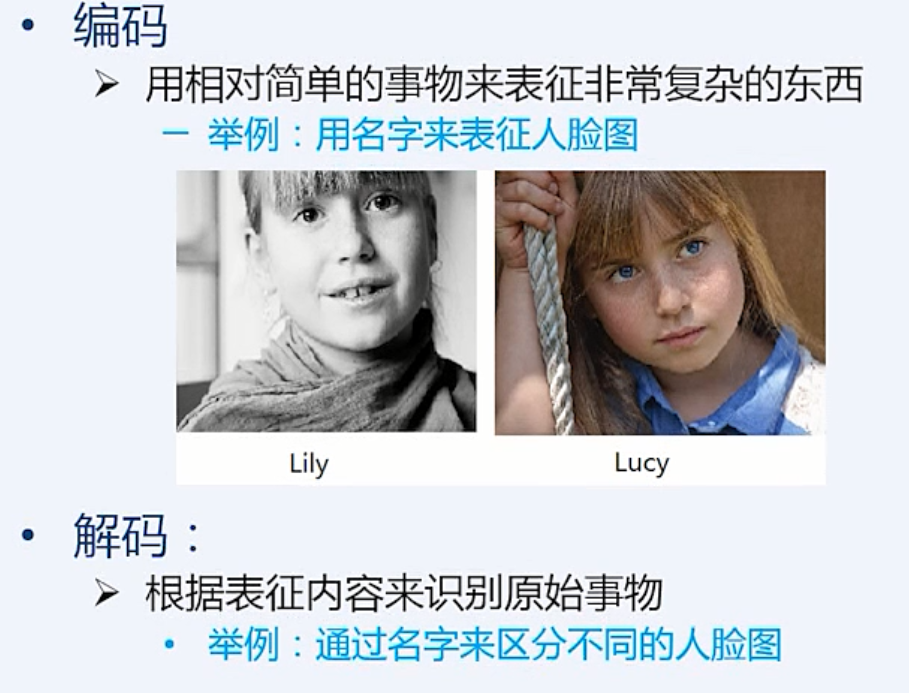 • 编码
➢ 用相对简单的事物来表征非常复杂的东西
– 举例：用名字来表征人脸图
Lily Lucy
• 解码：
➢ 根据表征内容来识别原始事物
• 举例：通过名字来区分不同的人脸图